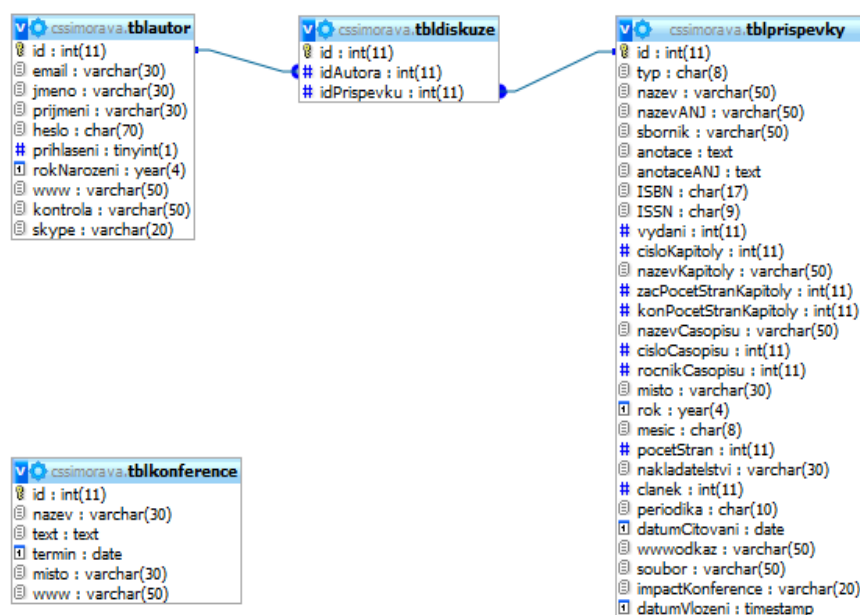 cssimorava.tblautor
id : int(11)
email : varchar(30)
jmeno : varchar(30)
prijmeni : varchar(30)
heslo : char(70)
prihlaseni : tinyint(1)
rokNarozeni : year(4)
www : varchar(50)
kontrola : varchar(50)
skype : varchar(20)
cssimorava.tbldiskuze
id : int(11)
idAutora : int(11)
idPrispevku : int(11)
cssimorava.tblprispevky
id : int(11)
typ : char(8)
nazev : varchar(50)
nazevANJ : varchar(50)
sbornik : varchar(50)
anotace : text
anotaceANJ : text
ISBN : char(17)
ISSN : char(9)
vydani : int(11)
cisloKapitoly : int(11)
nazevKapitoly : varchar(50)
zacPocetStranKapitoly : int(11)
konPocetStranKapitoly : int(11)
nazevCasopisu : varchar(50)
cisloCasopisu : int(11)
rocnikCasopisu : int(11)
misto : varchar(30)
rok : year(4)
mesic : char(8)
pocetStran : int(11)
nakladatelstvi : varchar(30)
clanek : int(11)
periodika : char(10)
datumCitovani : date
wwwodkaz : varchar(50)
soubor : varchar(50)
impactKonference : varchar(20)
datumVlozeni : timestamp
cssimorava.tblkonference
id : int(11)
nazev : varchar(30)
text : text
termin : date
misto : varchar(30)
www : varchar(50)